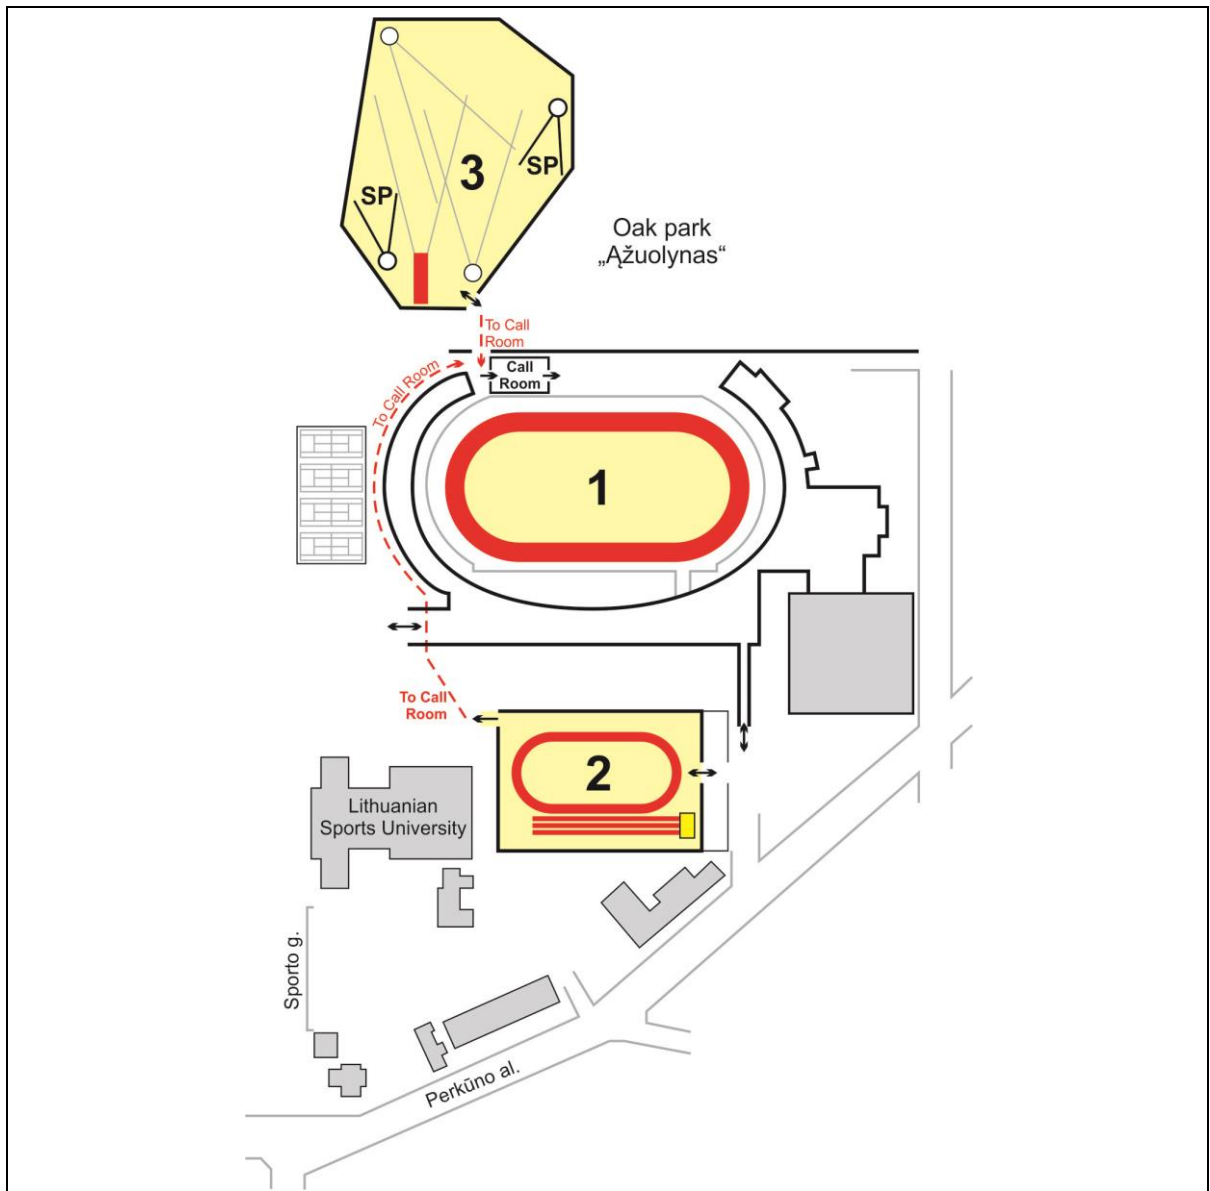 3
SP
SP
Oak park
„Ąžuolynas“
To Call
Room
Call
Room
To Call Room
1
To Call
Room
2
Lithuanian
Sports University
Sporto g.
Perkūno al.